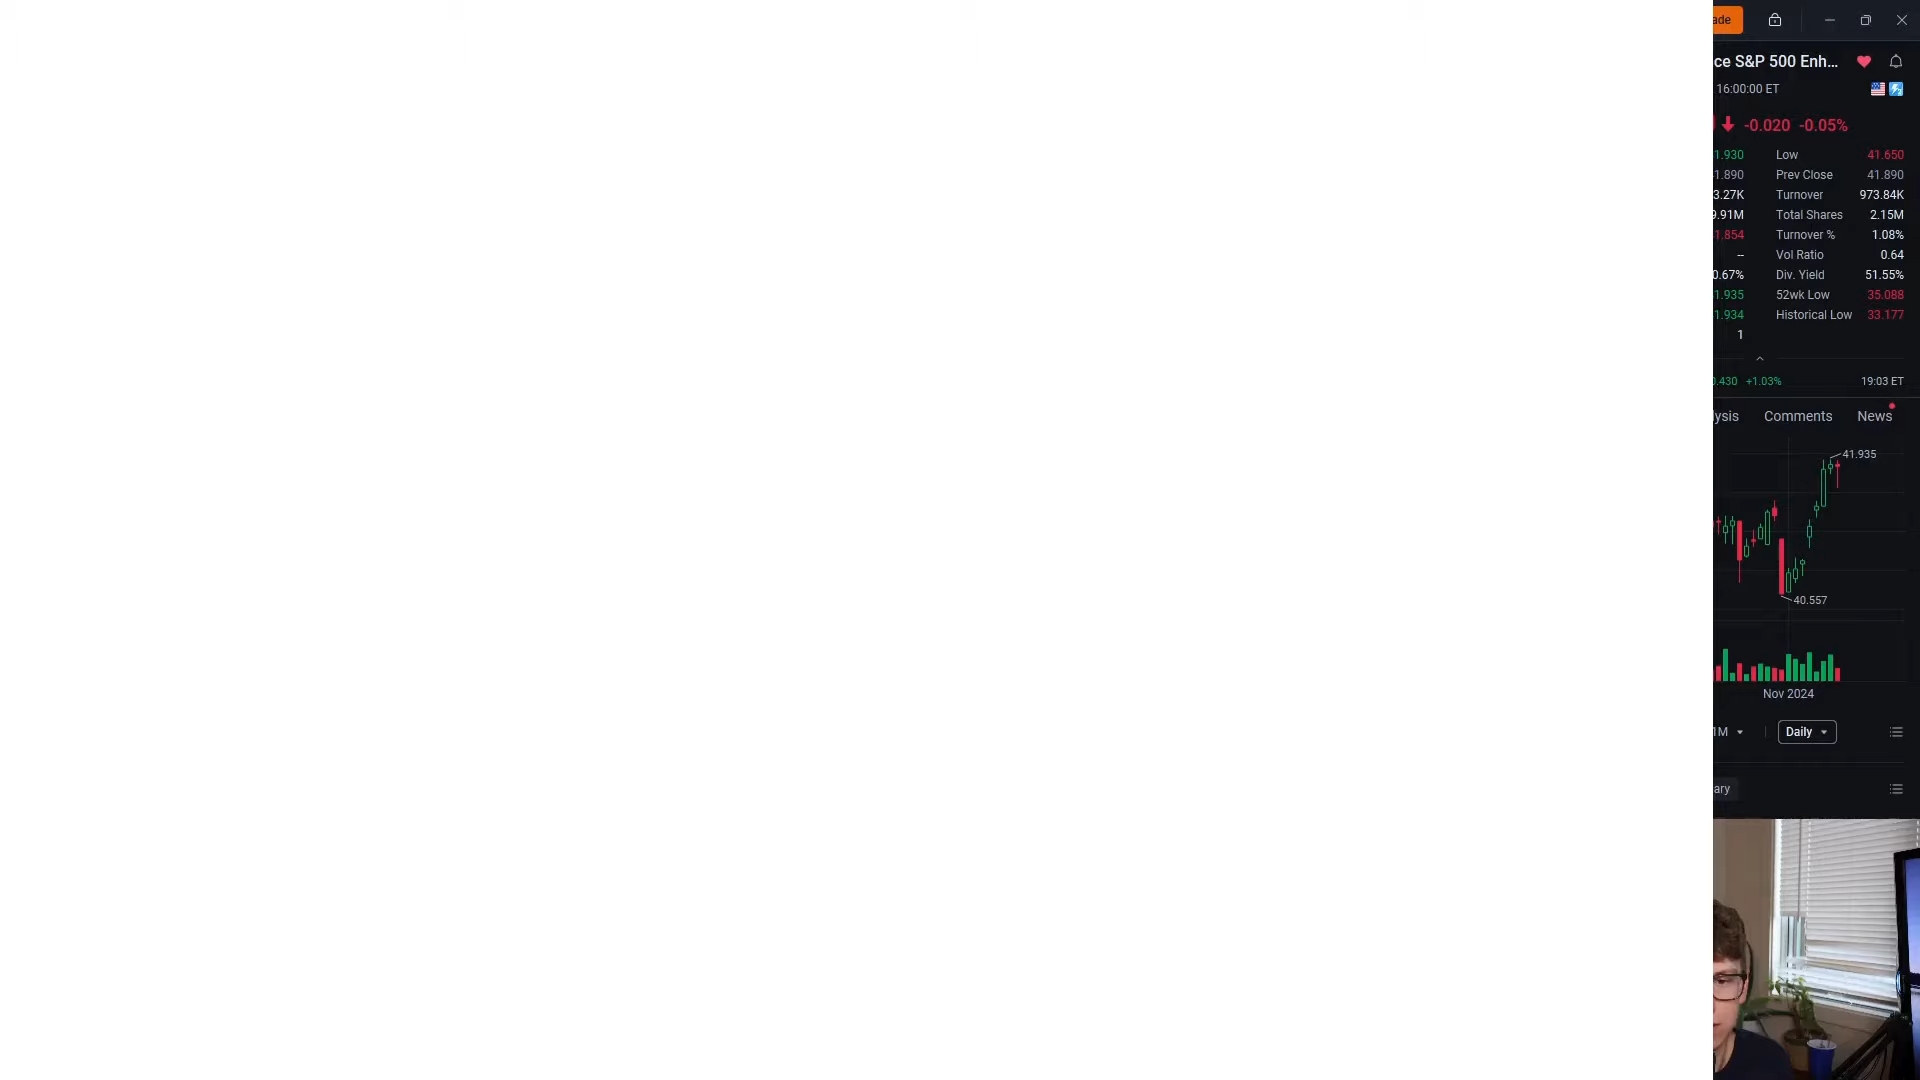 ade
ce S&P 500 Enh...
16:00:00 ET
-0.020 -0.05%
1.930 Low 41.650
1.890 Prev Close 41.890
3.27K Turnover 973.84K
9.91M Total Shares 2.15M
1.854 Turnover % 1.08%
-- Vol Ratio 0.64
0.67% Div. Yield 51.55%
1.935 52wk Low 35.088
1.934 Historical Low 33.177
1
0.430 +1.03% 19:03 ET
lysis Comments News
41.935
40.557
Nov 2024
1M Daily
ary